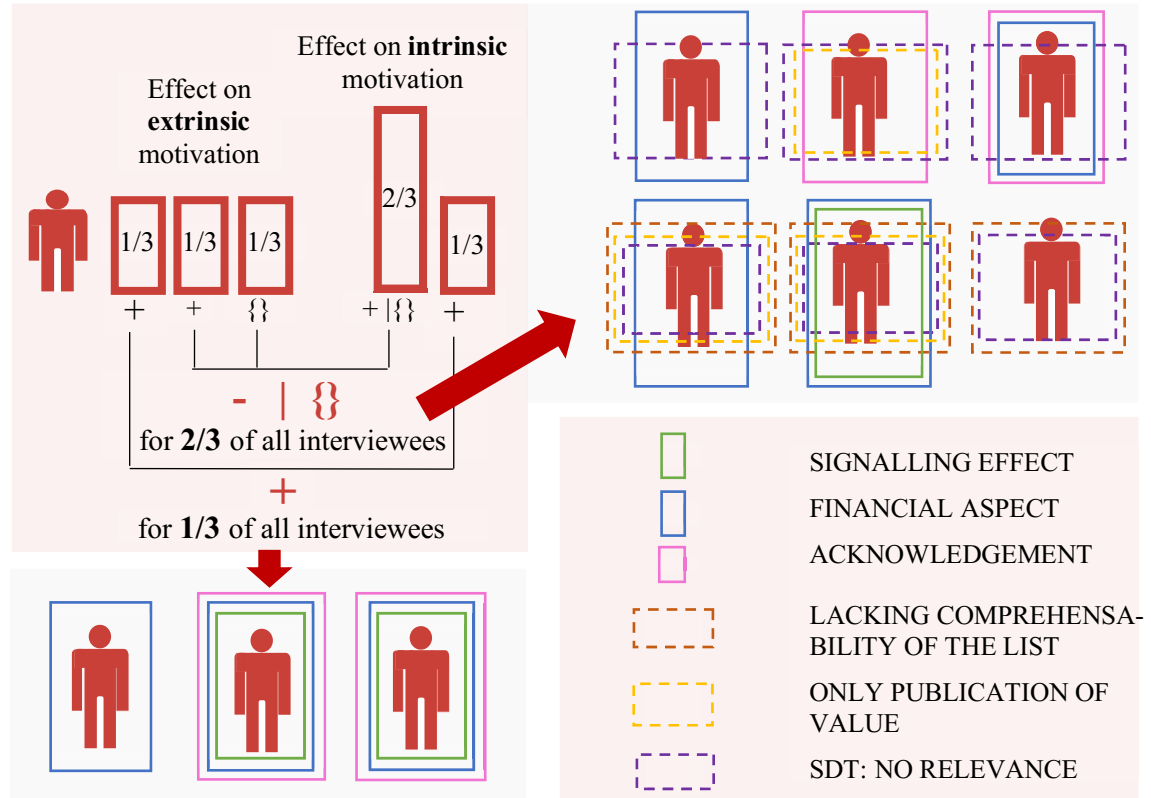 Effect on intrinsic
motivation
Effect on
extrinsic
motivation
1/3
1/3
1/3
2/3
1/3
+
+
{}
+ | {}
+
- | {}
for 2/3 of all interviewees
+
for 1/3 of all interviewees
SIGNALLING EFFECT
FINANCIAL ASPECT
ACKNOWLEDGEMENT
LACKING COMPREHENSA-
BILITY OF THE LIST
ONLY PUBLICATION OF
VALUE
SDT: NO RELEVANCE